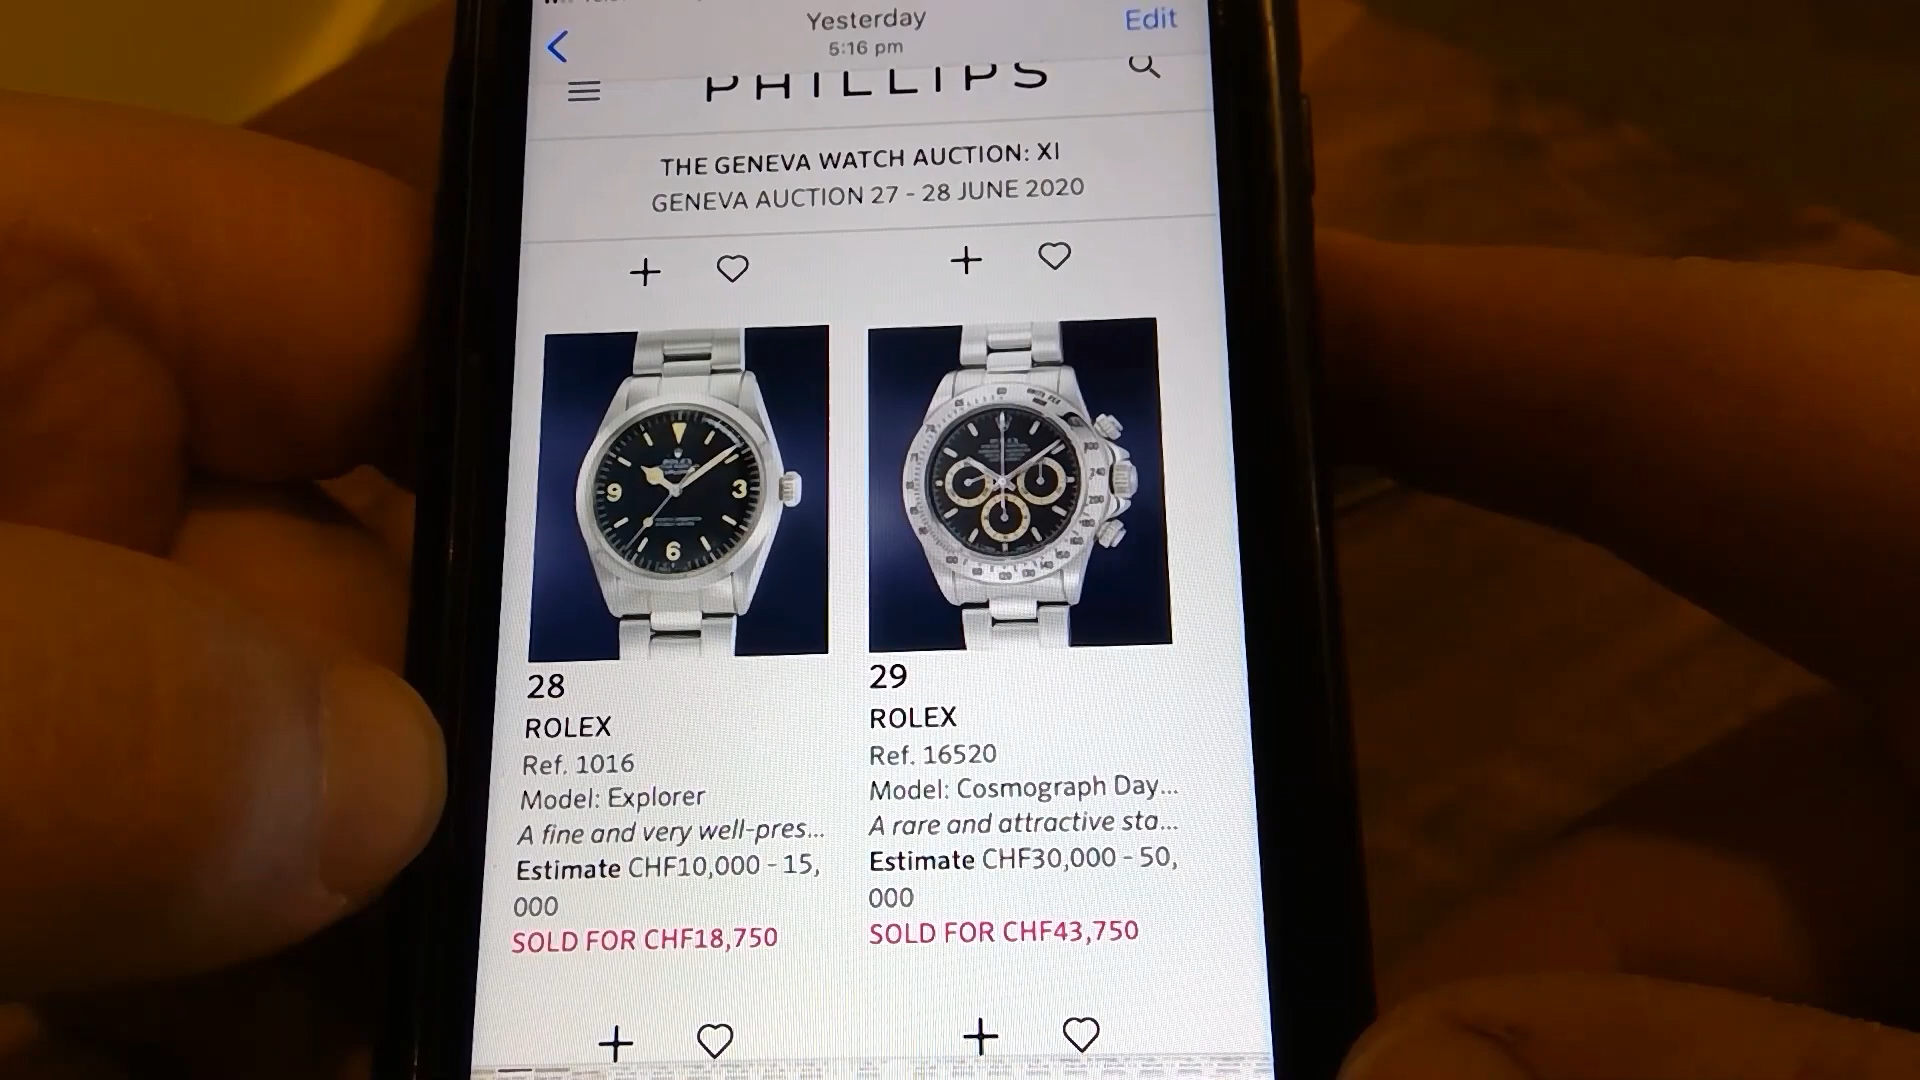 Yesterday
Edit
5:16 pm
PHILLIPS
THE GENEVA WATCH AUCTION: XI
GENEVA AUCTION 27 - 28 JUNE 2020
9
3
6
28
ROLEX
Ref. 1016
Model: Explorer
A fine and very well-pres...
Estimate CHF10,000 - 15,
000
SOLD FOR CHF18,750
29
ROLEX
Ref. 16520
Model: Cosmograph Day...
A rare and attractive sta...
Estimate CHF30,000 - 50,
000
SOLD FOR CHF43,750